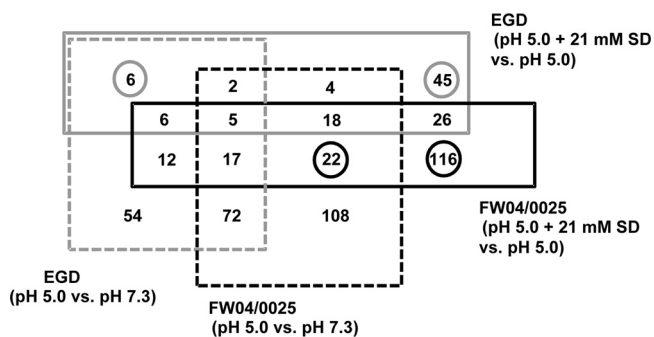 EGD
(pH 5.0 + 21 mM SD
vs. pH 5.0)
6
2
4
45
6
5
18
26
12
17
22
116
54
72
108
FW04/0025
(pH 5.0 + 21 mM SD
vs. pH 5.0)
EGD
(pH 5.0 vs. pH 7.3)
FW04/0025
(pH 5.0 vs. pH 7.3)